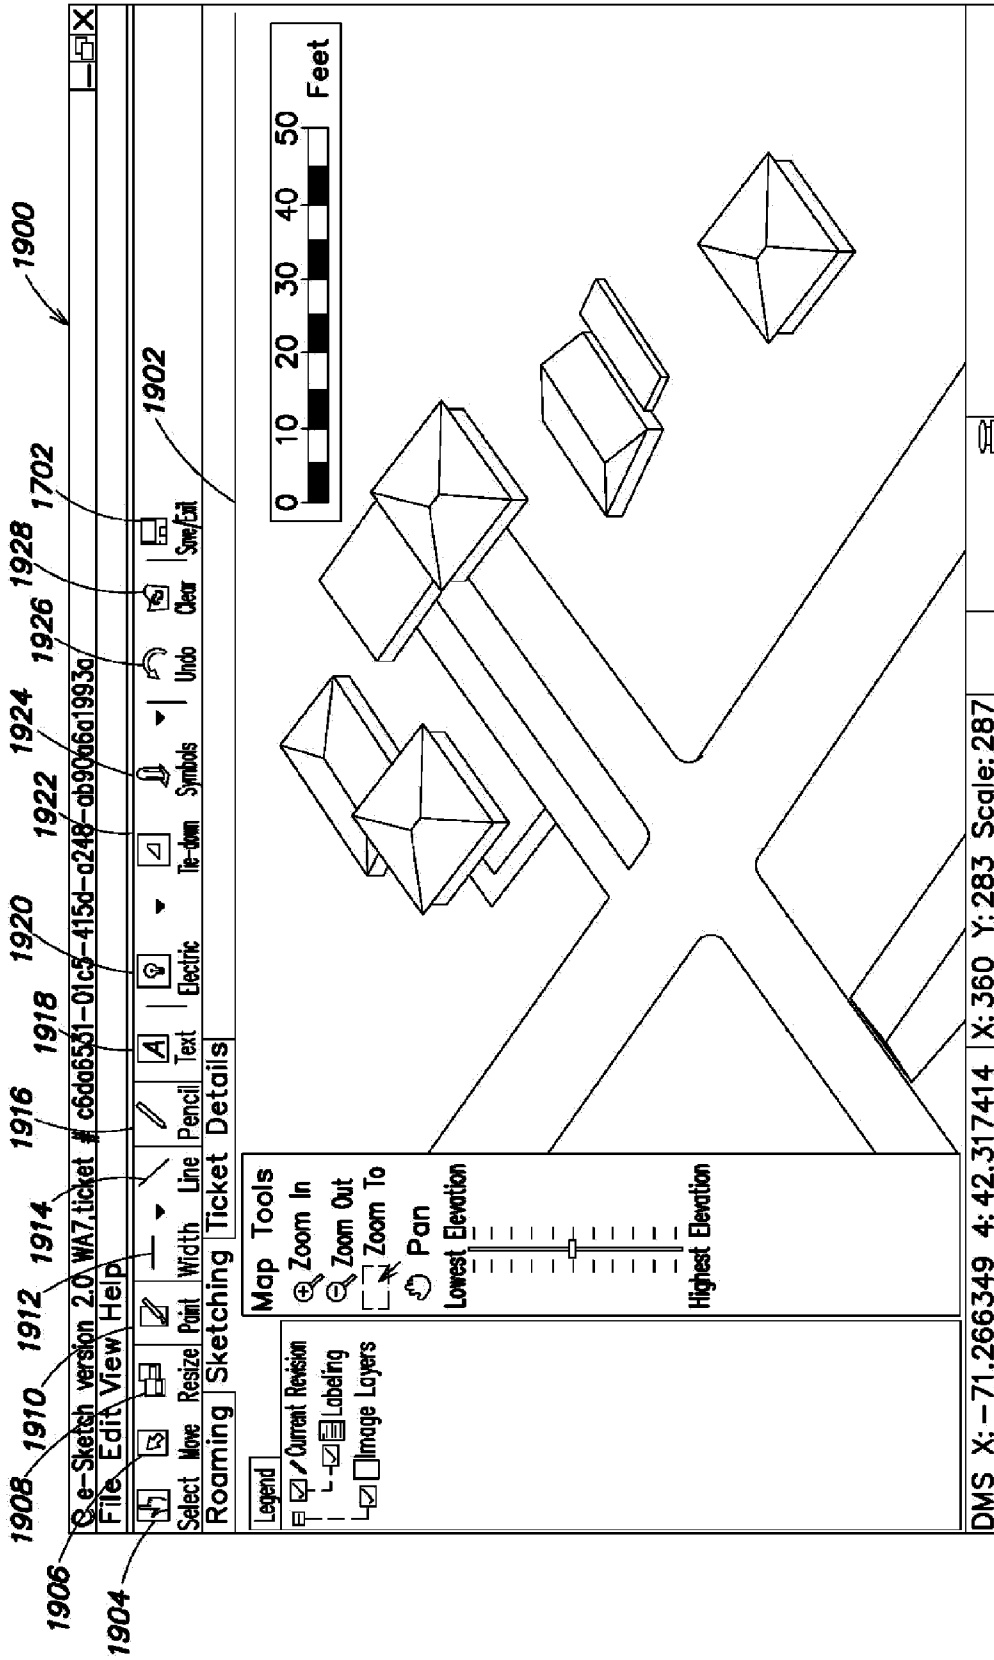 1900
1904
1906
1908
1910
1912
1914
1916
1918
1920
1922
1924
1926
1928
1702
1902
e-Sketch version 2.0 WA7.ticket # c6da6531-01c5-415d-a248-ab90a6a1993a
File Edit View Help
Select Move Resize Paint Width Line Pencil Text Electric Tie-down Symbols Undo Clear Save/Exit
Roaming Sketching Ticket Details
Legend
Current Revision
Labeling
Image Layers
Map Tools
Zoom In
Zoom Out
Zoom To
Pan
Lowest Elevation
Highest Elevation
0 10 20 30 40 50
Feet
DMS X: -71.266349 4: 42.317414 X: 360 Y: 283 Scale: 287